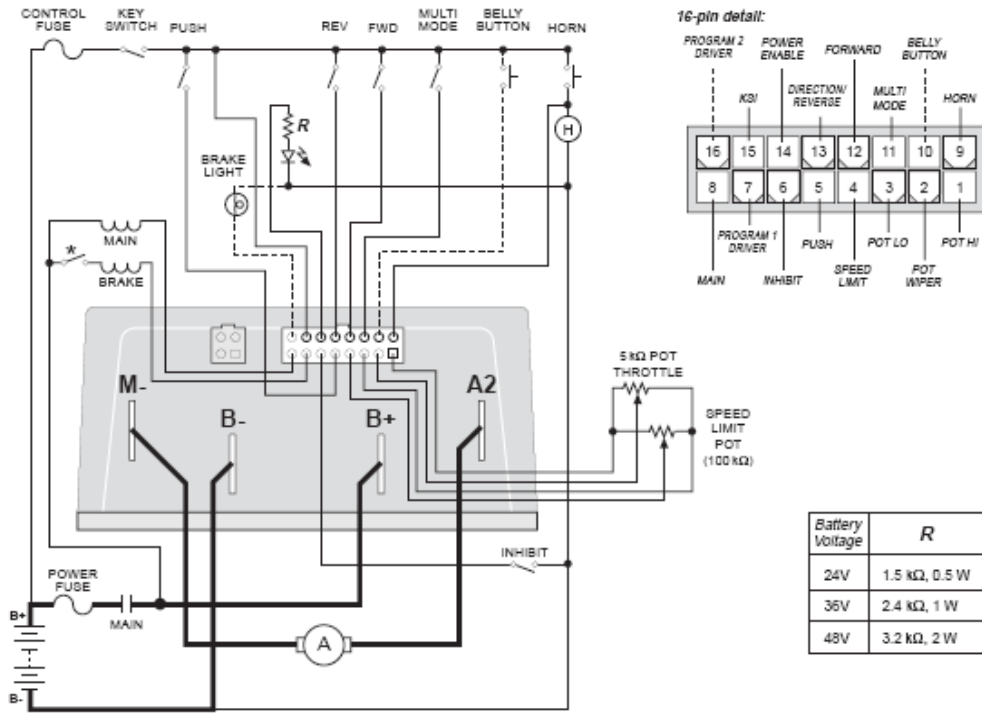 CONTROL
FUSE
KEY
SWITCH
PUSH
REV
FWD
MULTI
MODE
BELLY
BUTTON
HORN
R
H
BRAKE
LIGHT
MAIN
*
BRAKE
M-
B-
B+
A2
5 kΩ POT
THROTTLE
SPEED
LIMIT
POT
(100 kΩ)
INHIBIT
POWER
FUSE
MAIN
B+
B-
A
16-pin detail:
PROGRAM 2
DRIVER
POWER
ENABLE
FORWARD
BELLY
BUTTON
KSI
DIRECTION/
REVERSE
MULTI
MODE
HORN
16 15 14 13 12 11 10 9
8 7 6 5 4 3 2 1
PROGRAM 1
DRIVER
PUSH
POT LO
POT HI
MAIN
INHIBIT
SPEED
LIMIT
POT
WIPER
Battery
Voltage
R
24V 1.5 kΩ, 0.5 W
36V 2.4 kΩ, 1 W
48V 3.2 kΩ, 2 W